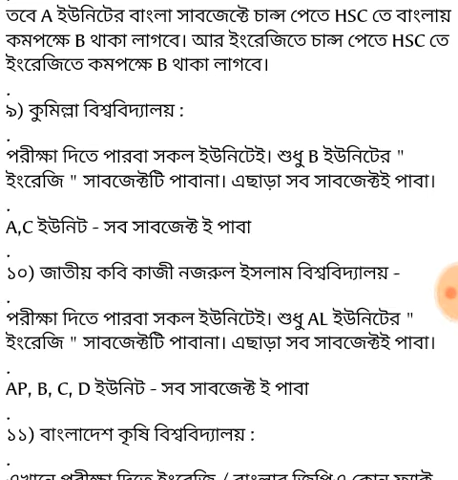 তবে A ইউনিটের বাংলা সাবজেক্টে চান্স পেতে HSC তে বাংলায়
কমপক্ষে B থাকা লাগবে। আর ইংরেজিতে চান্স পেতে HSC তে
ইংরেজিতে কমপক্ষে B থাকা লাগবে।
.
৯) কুমিল্লা বিশ্ববিদ্যালয় :
.
পরীক্ষা দিতে পারবা সকল ইউনিটেই। শুধু B ইউনিটের "
ইংরেজি " সাবজেক্টটি পাবানা। এছাড়া সব সাবজেক্টই পাবা।
.
A,C ইউনিট - সব সাবজেক্ট ই পাবা
.
১০) জাতীয় কবি কাজী নজরুল ইসলাম বিশ্ববিদ্যালয় -
.
পরীক্ষা দিতে পারবা সকল ইউনিটেই। শুধু AL ইউনিটের "
ইংরেজি " সাবজেক্টটি পাবানা। এছাড়া সব সাবজেক্টই পাবা।
.
AP, B, C, D ইউনিট - সব সাবজেক্ট ই পাবা
.
১১) বাংলাদেশ কৃষি বিশ্ববিদ্যালয় :
.
এখানে পরীক্ষা দিতে ইংরেজি / বাংলার জিপিএ কোন ফ্যাক্ট